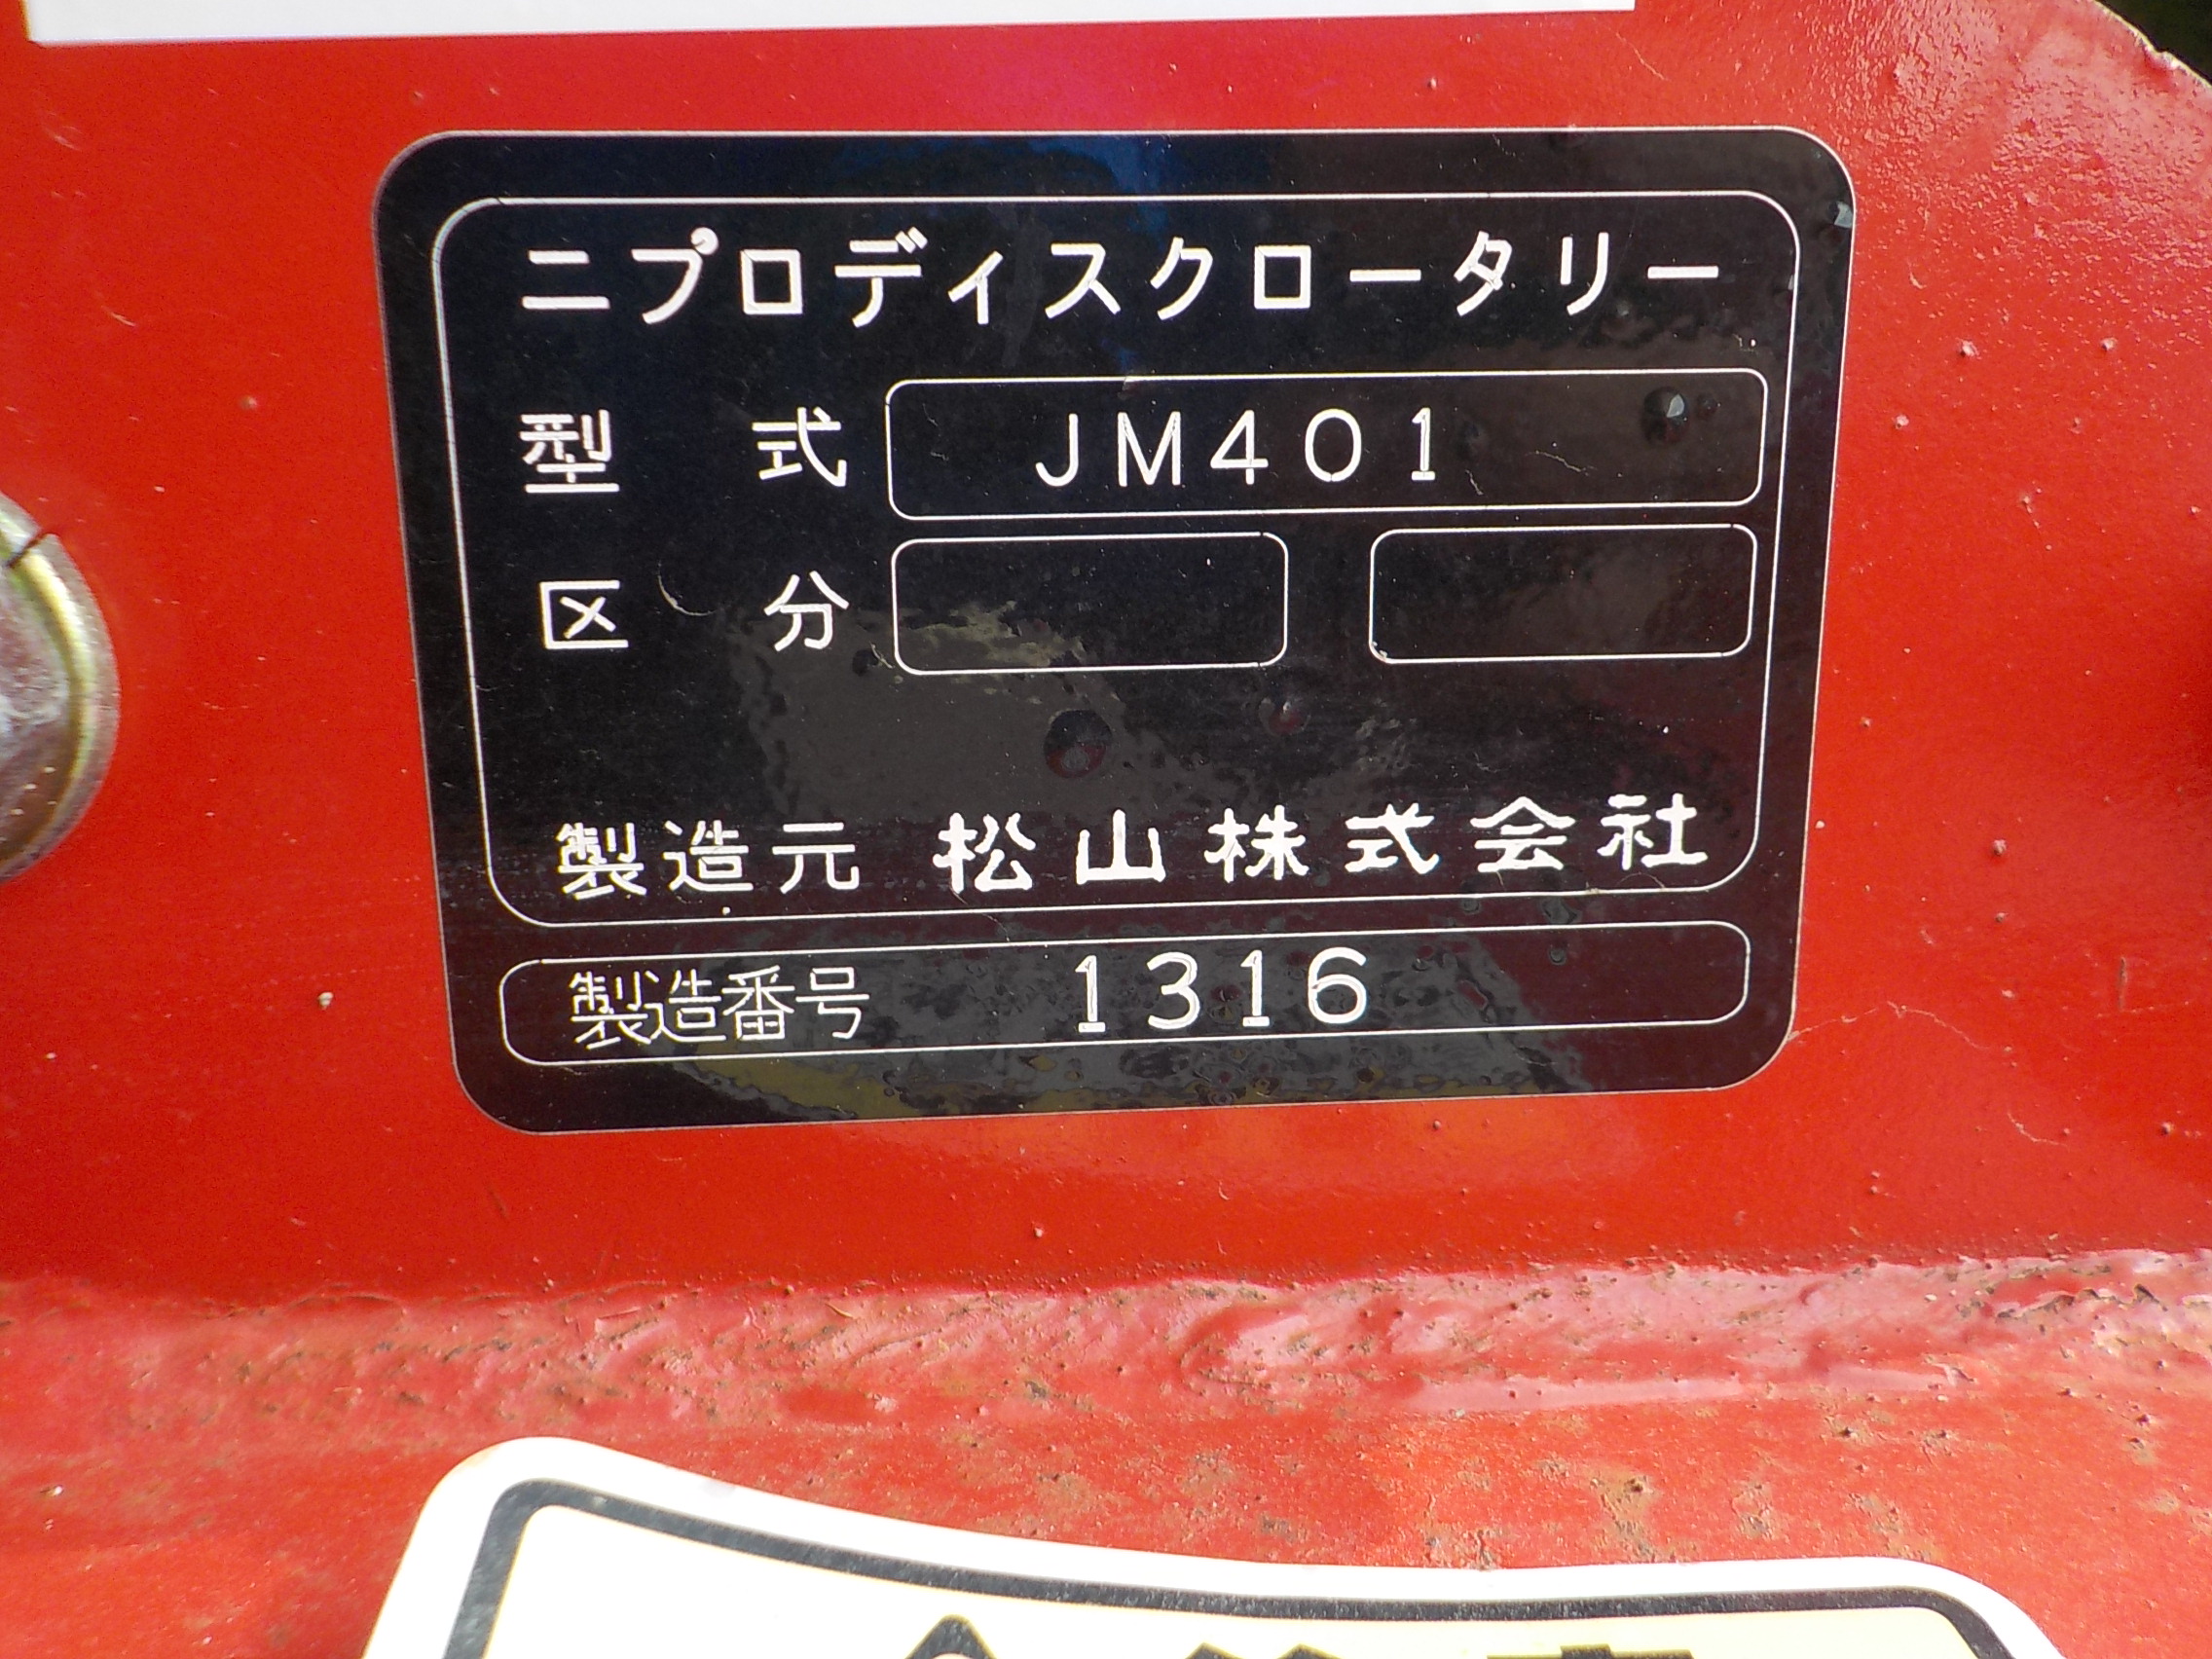 ニプロディスクロータリー
型式 JM401
区分
製造元 松山株式会社
製造番号 1316